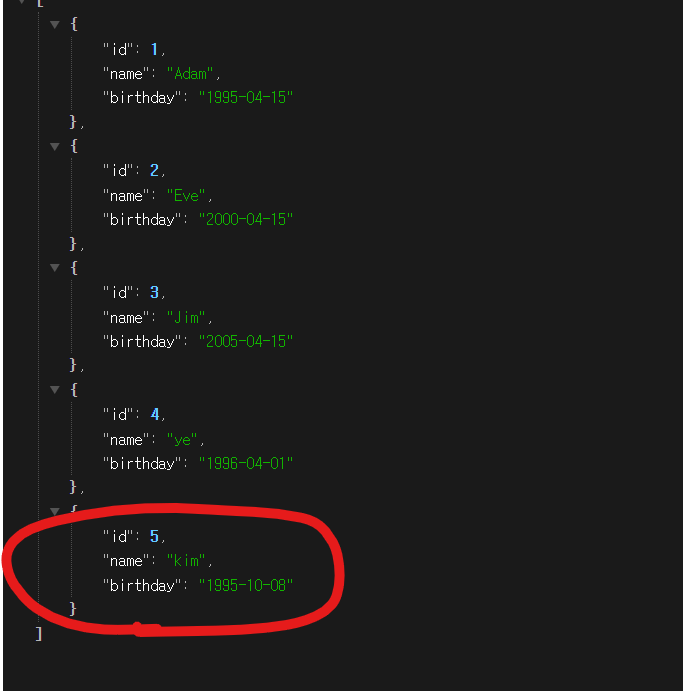 [
{
"id": 1,
"name": "Adam",
"birthday": "1995-04-15"
},
{
"id": 2,
"name": "Eve",
"birthday": "2000-04-15"
},
{
"id": 3,
"name": "Jim",
"birthday": "2005-04-15"
},
{
"id": 4,
"name": "ye",
"birthday": "1996-04-01"
},
{
"id": 5,
"name": "kim",
"birthday": "1995-10-08"
}
]